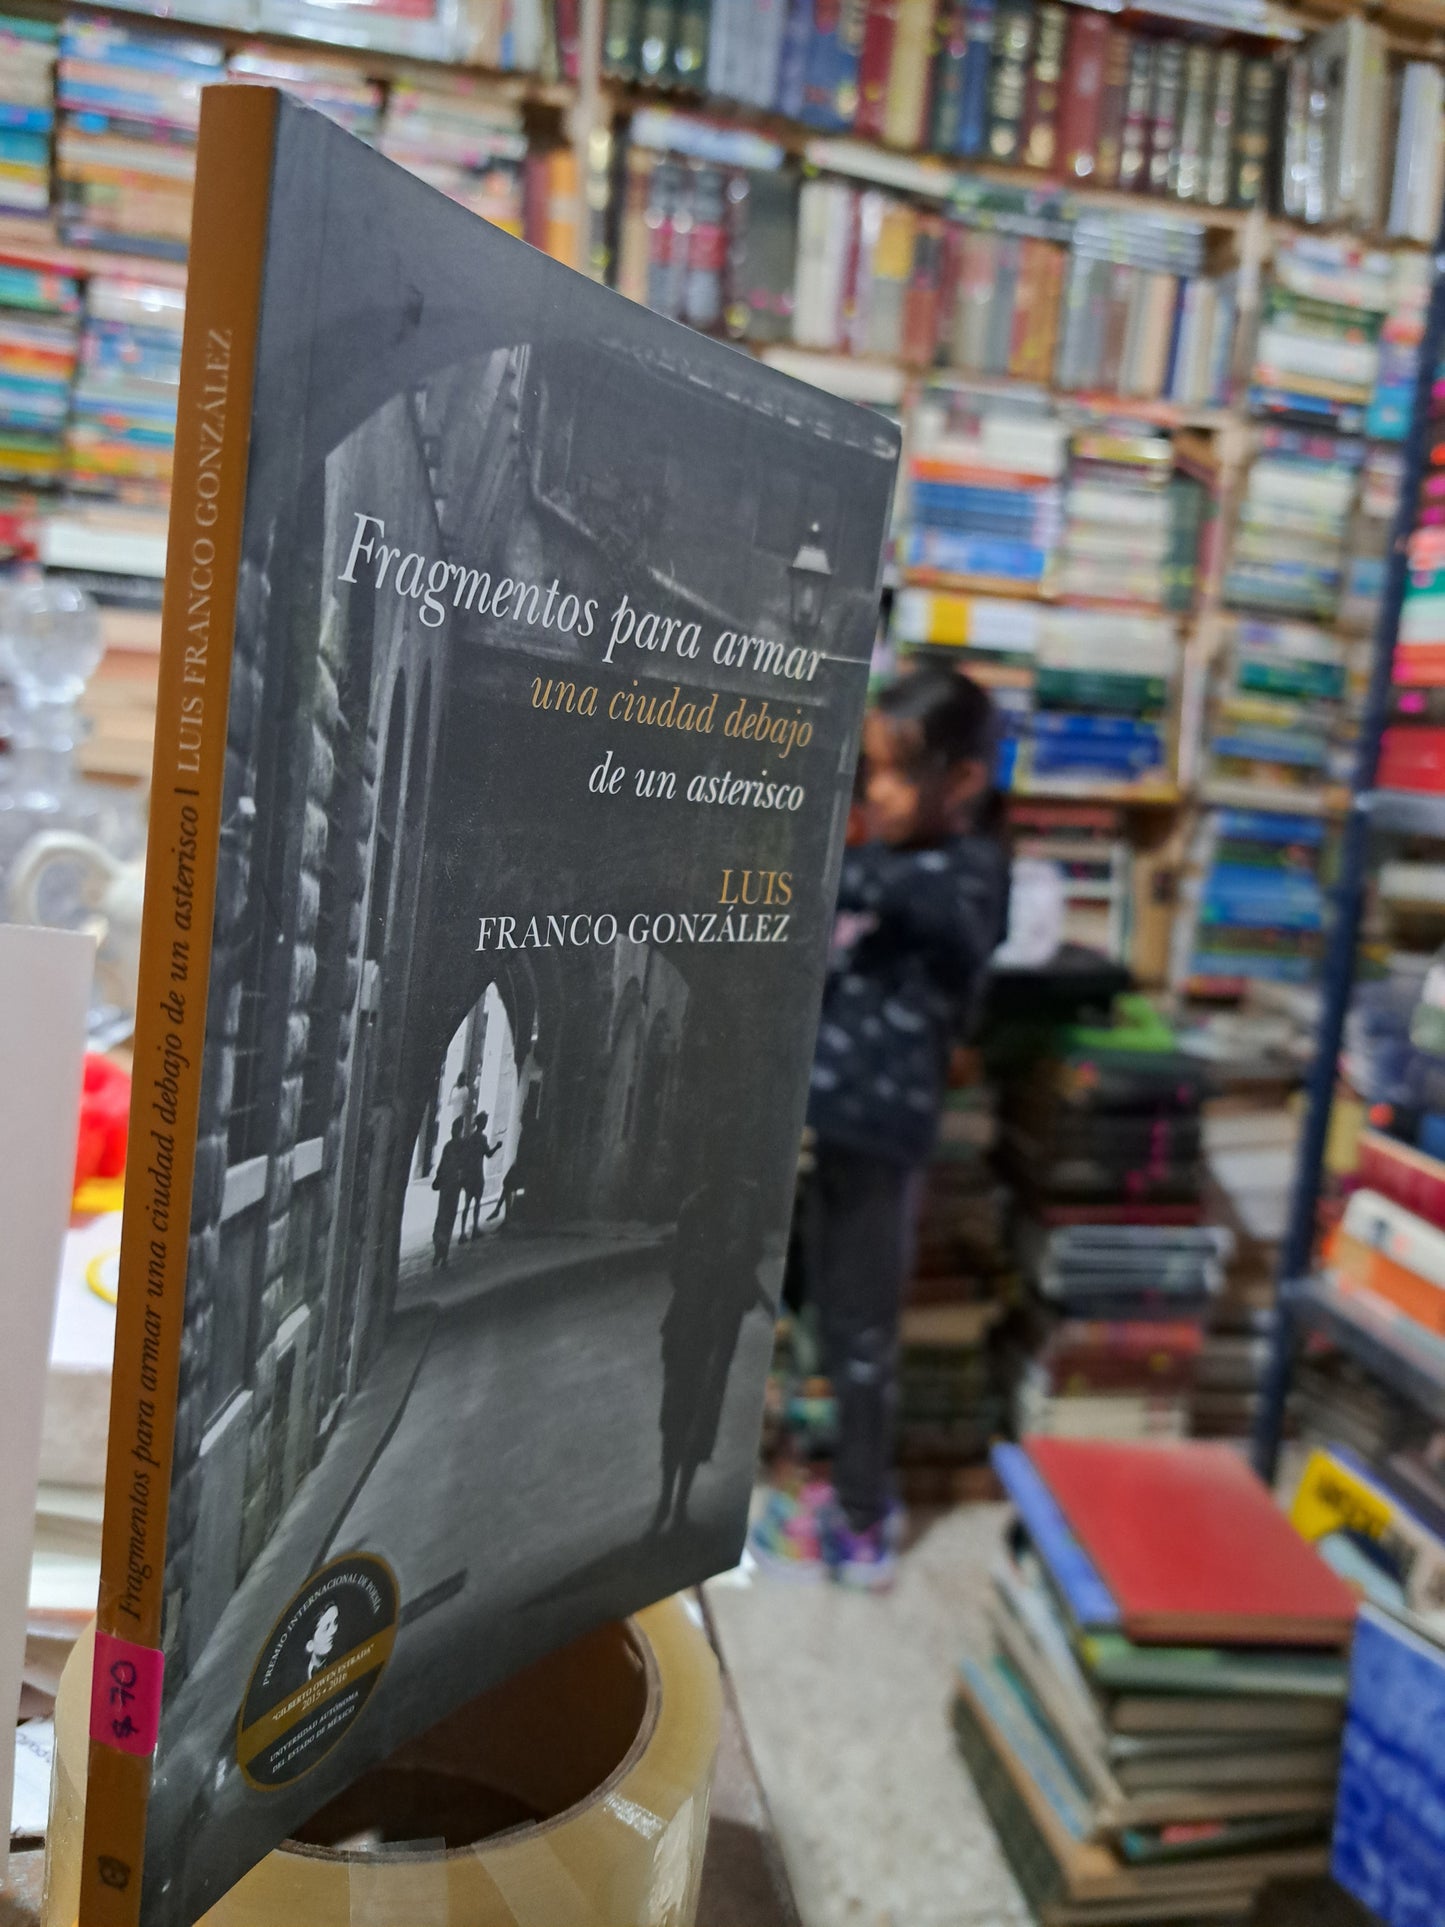 Fragmentos para armar una ciudad debajo de un asterisco | LUIS FRANCO GONZÁLEZ
$70
Fragmentos para armar
una ciudad debajo
de un asterisco
LUIS
FRANCO GONZÁLEZ
PREMIO INTERNACIONAL DE POESÍA
"GILBERTO OWEN ESTRADA"
2015 • 2016
UNIVERSIDAD AUTÓNOMA
DEL ESTADO DE MÉXICO